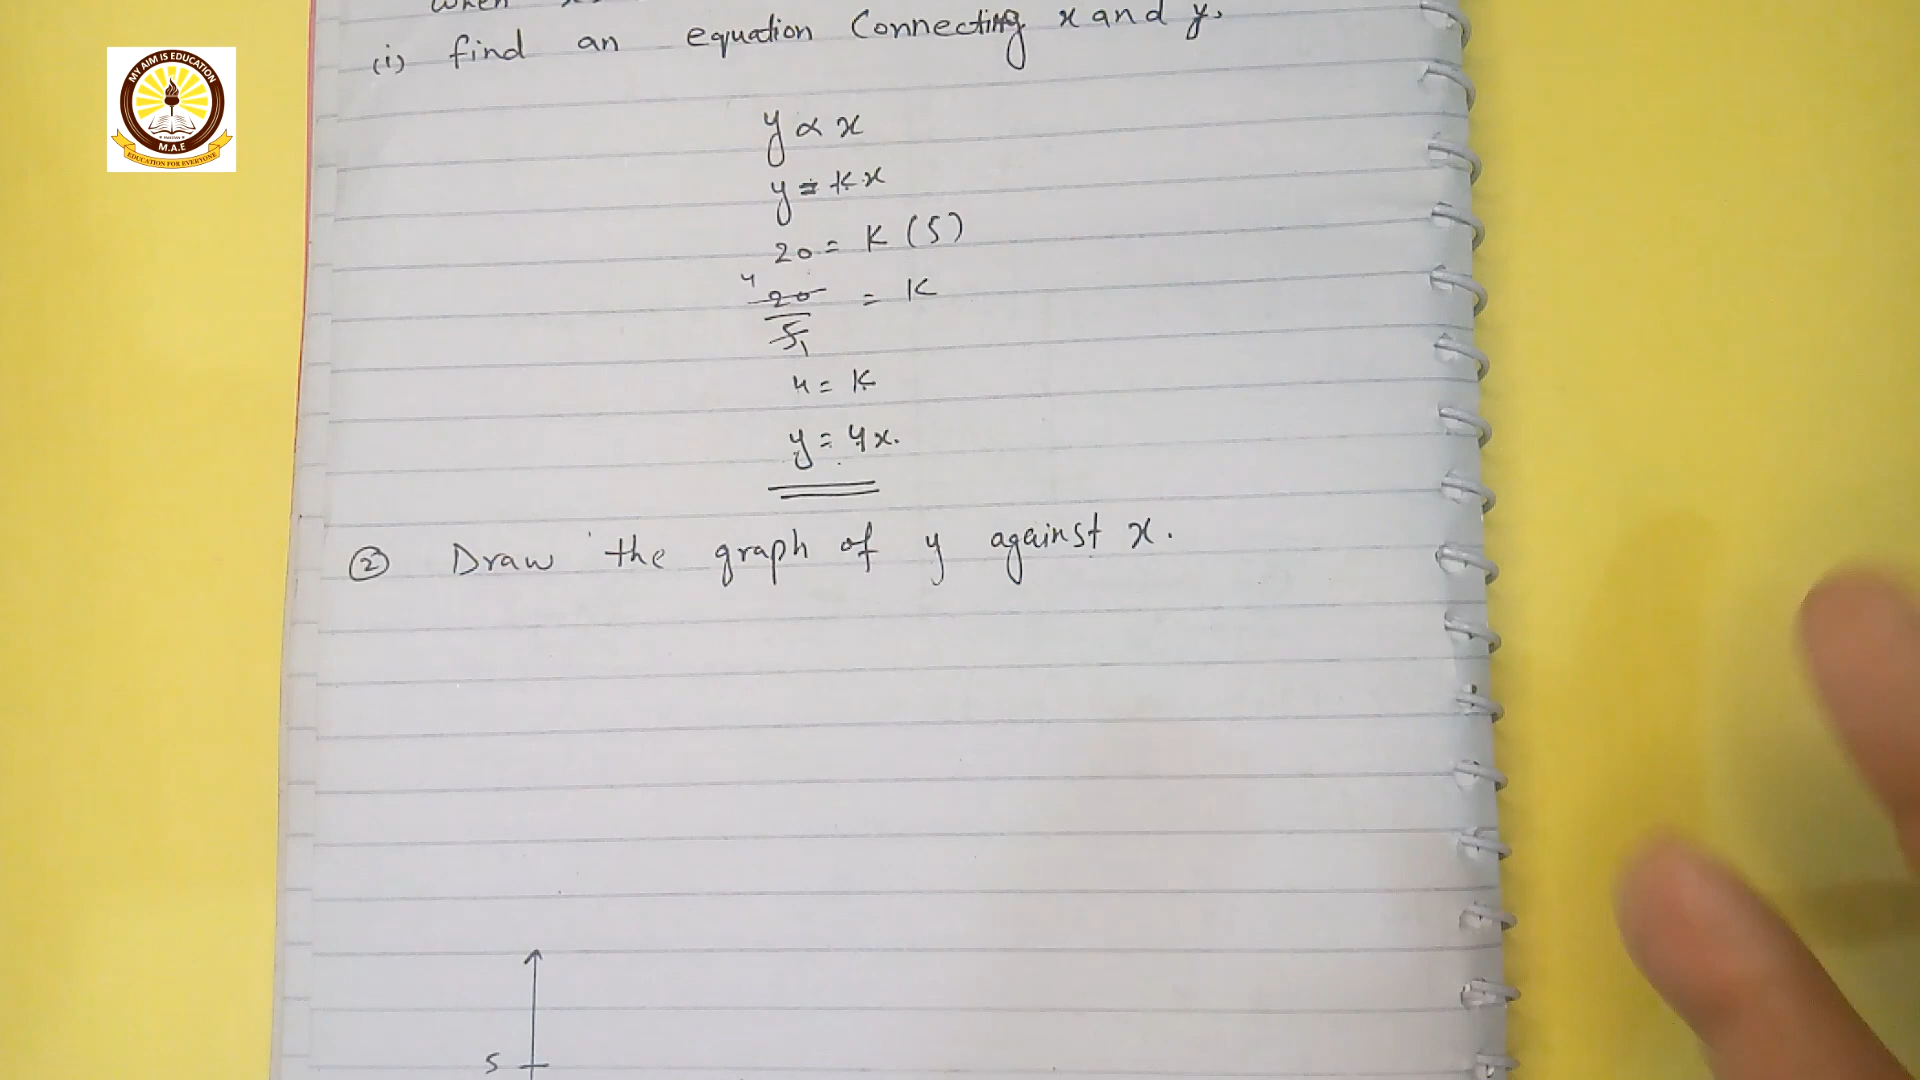 MY AIM IS EDUCATION
M.A.E
EDUCATION FOR EVERYONE
when
(i) find an equation Connecting x and y.
y ∝ x
y = kx
20 = K (5)
4
20 = K
5 1
4 = K
y = 4x.
② Draw the graph of y against x.
5